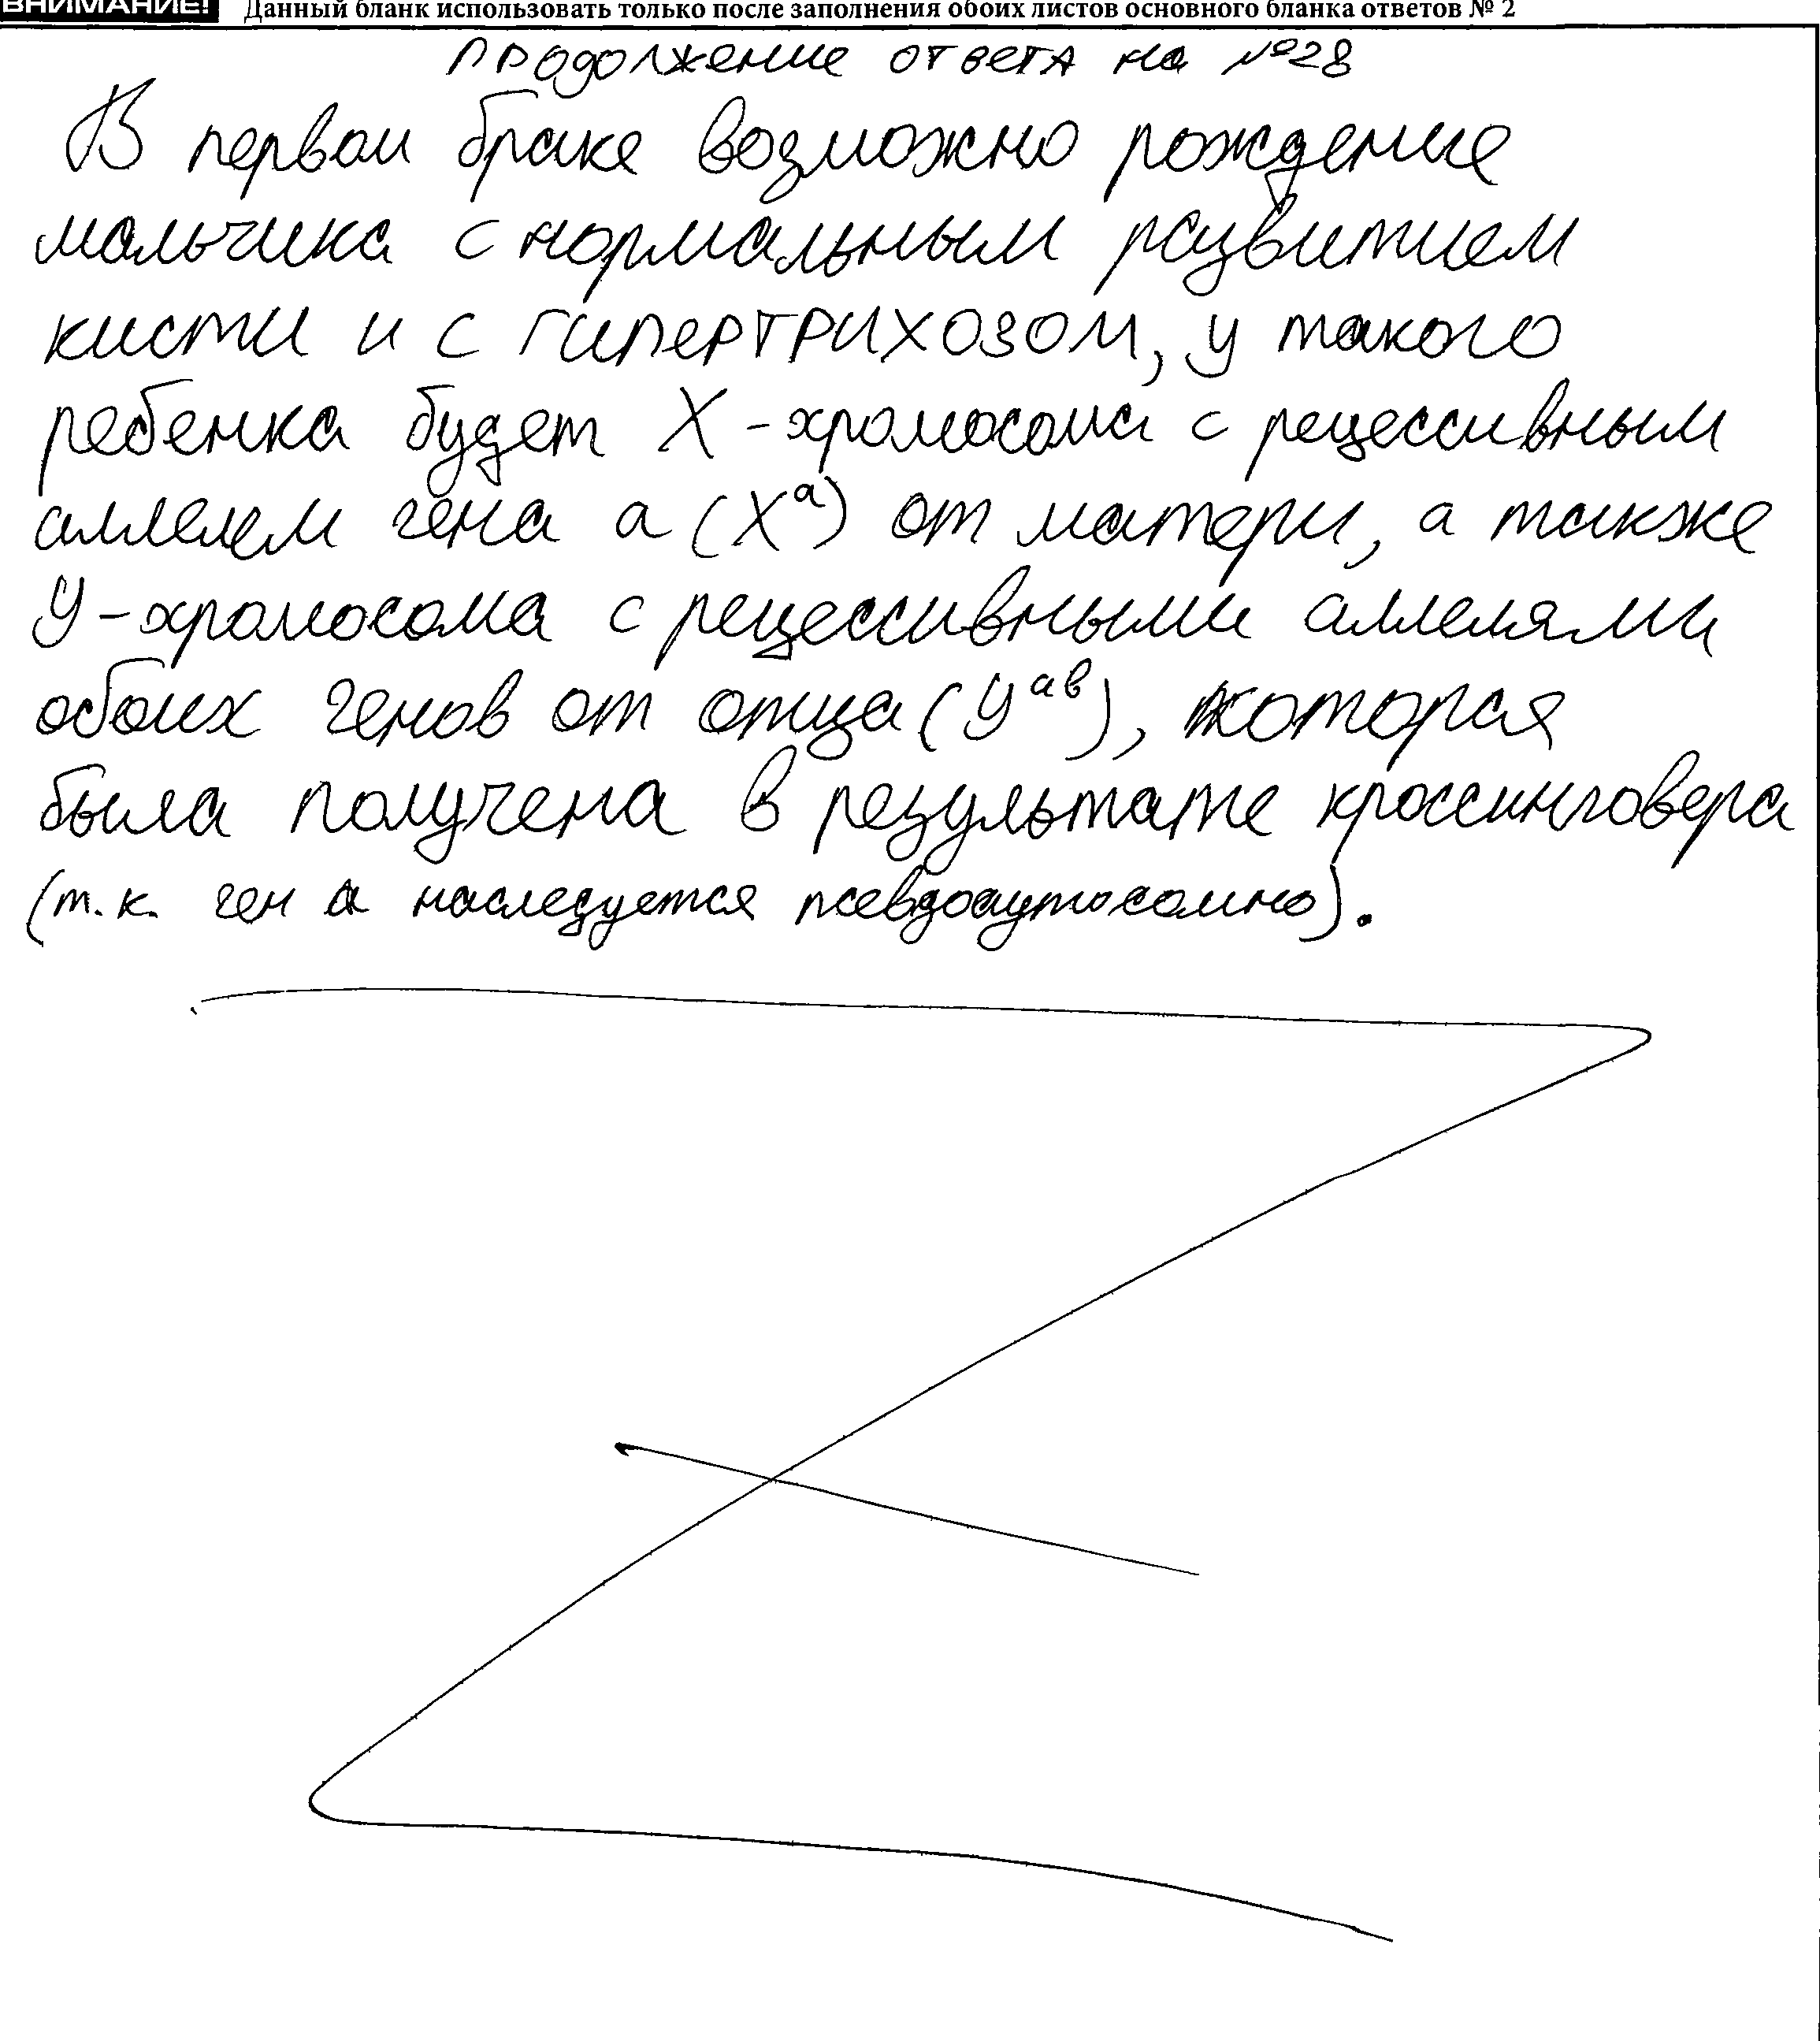 ВНИМАНИЕ! Данный бланк использовать только после заполнения обоих листов основного бланка ответов № 2
продолжение ответа на №28
В первом браке возможно рождение
мальчика с нормальным развитием
кисти и с гипертрихозом, у такого
ребенка будет X-хромосома с рецессивным
аллелем гена a (Xᵃ) от матери, а также
Y-хромосома с рецессивными аллелями
обоих генов от отца (Yᵃᵇ), которая
была получена в результате кроссинговера
(т.к. ген a наследуется псевдоаутосомно).
Z